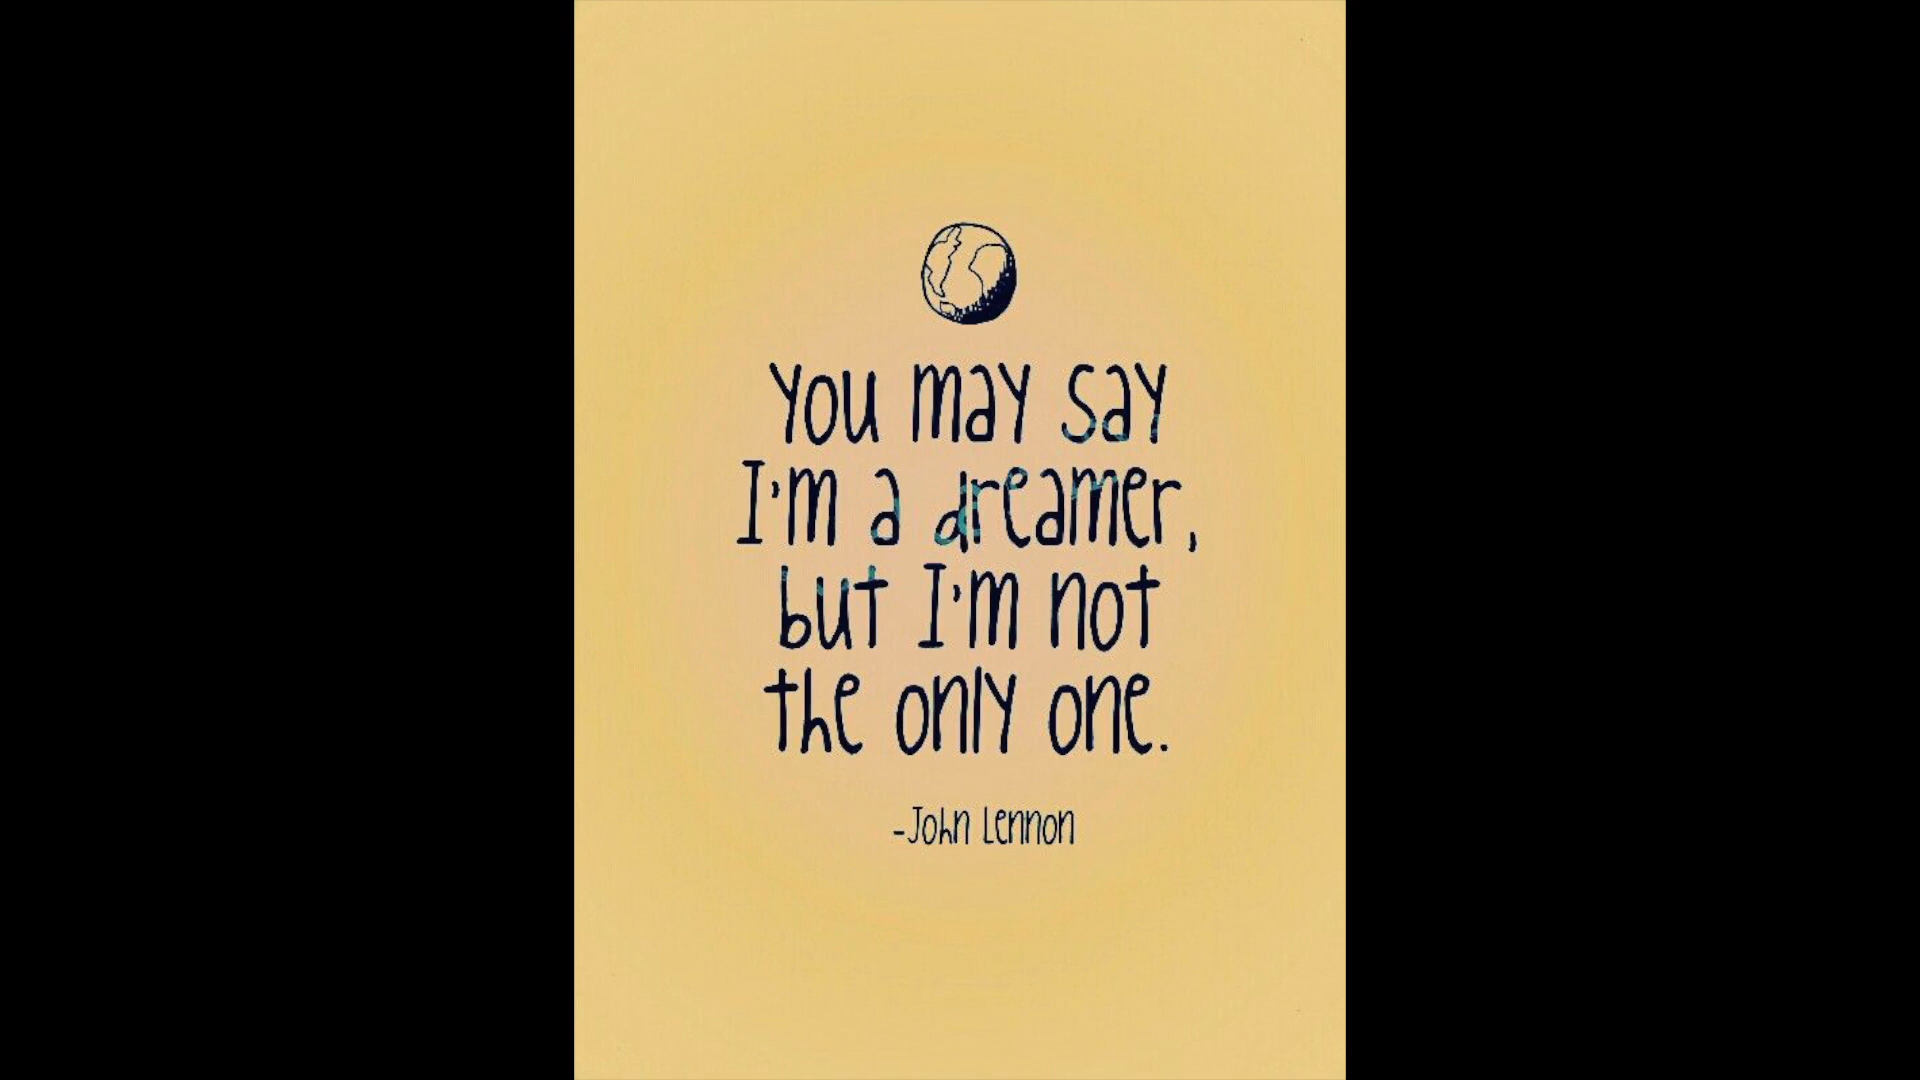 You may say
I'm a dreamer,
but I'm not
the only one.
-John Lennon